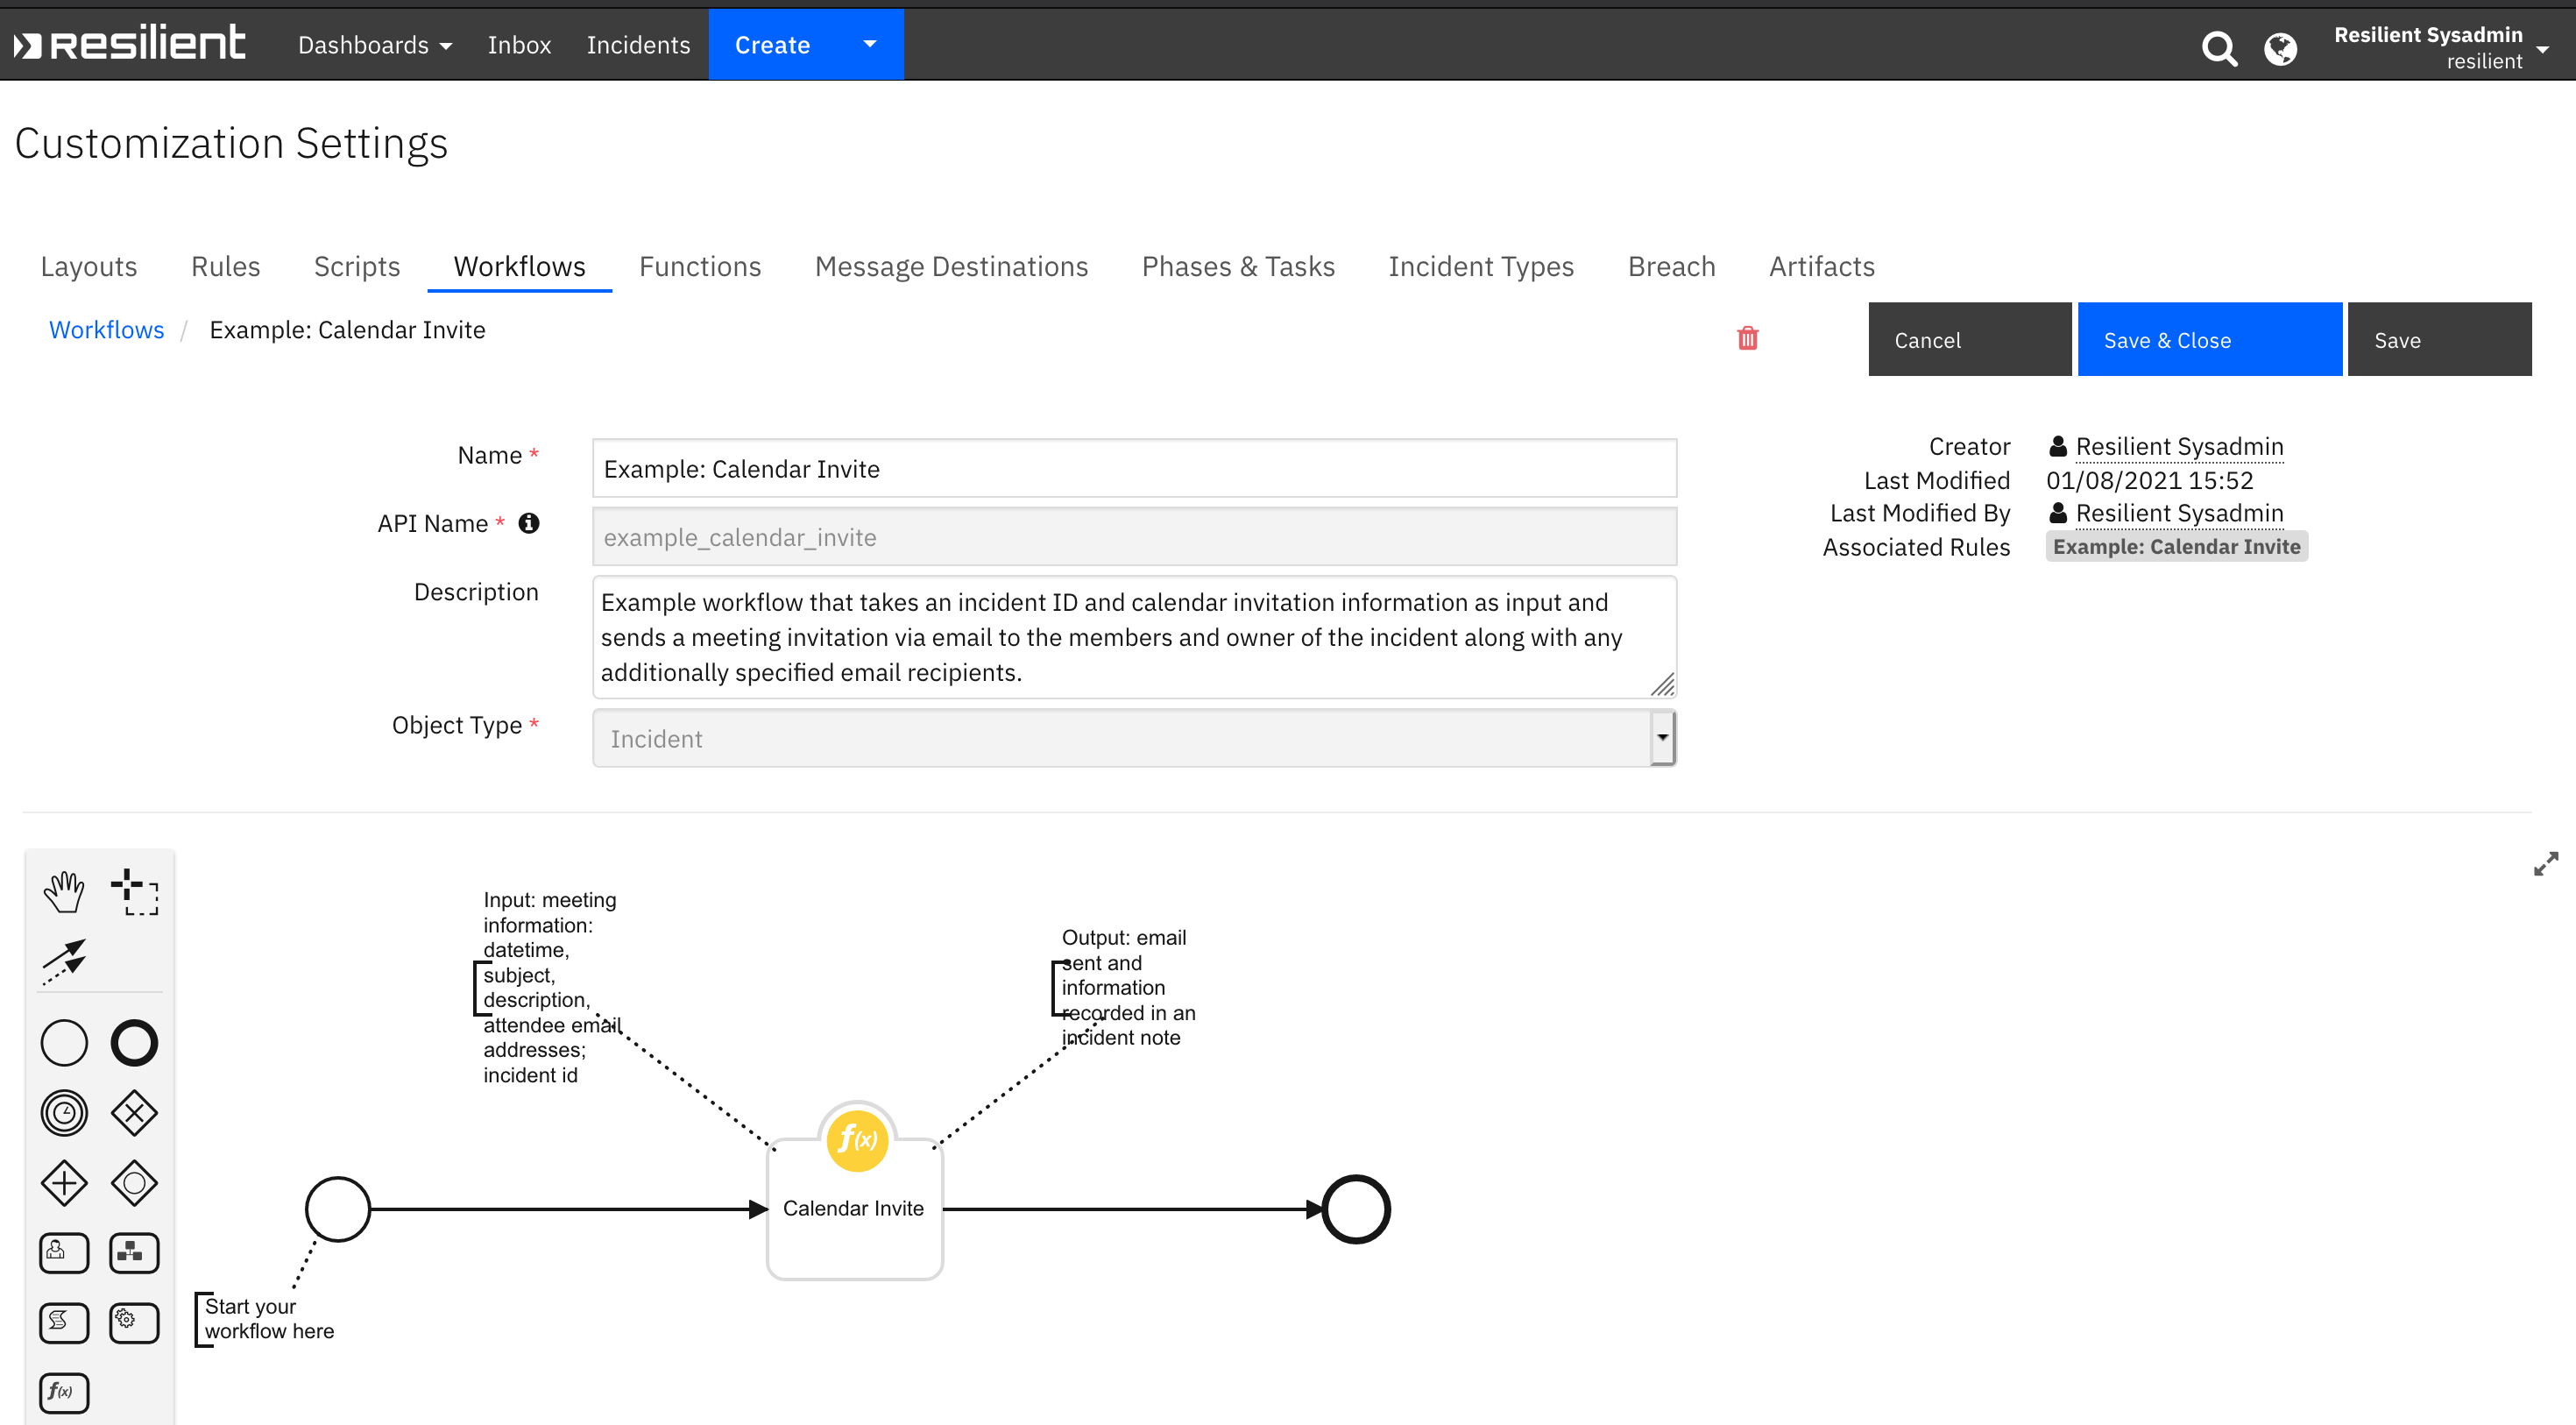 Resilient Dashboards Inbox Incidents Create Resilient Sysadmin
resilient
Customization Settings
Layouts Rules Scripts Workflows Functions Message Destinations Phases & Tasks Incident Types Breach Artifacts
Workflows / Example: Calendar Invite Cancel Save & Close Save
Name * Example: Calendar Invite
API Name * example_calendar_invite
Description Example workflow that takes an incident ID and calendar invitation information as input and
sends a meeting invitation via email to the members and owner of the incident along with any
additionally specified email recipients.
Object Type * Incident
Creator Resilient Sysadmin
Last Modified 01/08/2021 15:52
Last Modified By Resilient Sysadmin
Associated Rules Example: Calendar Invite
Input: meeting
information:
datetime,
subject,
description,
attendee email
addresses;
incident id
Output: email
sent and
information
recorded in an
incident note
f(x)
Calendar Invite
Start your
workflow here
f(x)